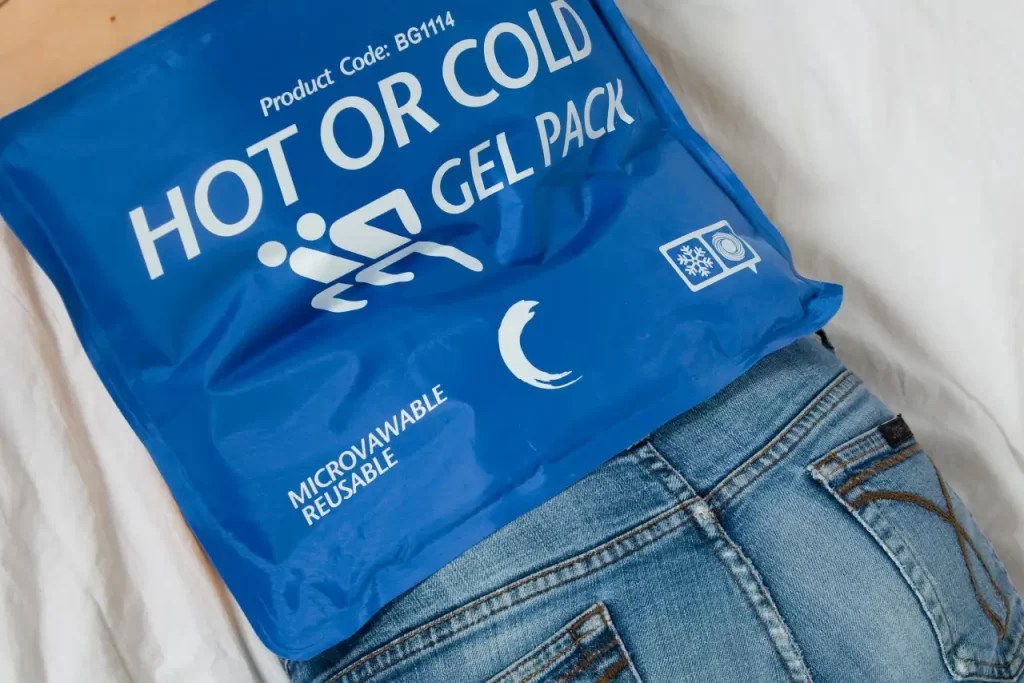 Product Code: BG1114
HOT OR COLD
GEL PACK
MICROVAWABLE
REUSABLE